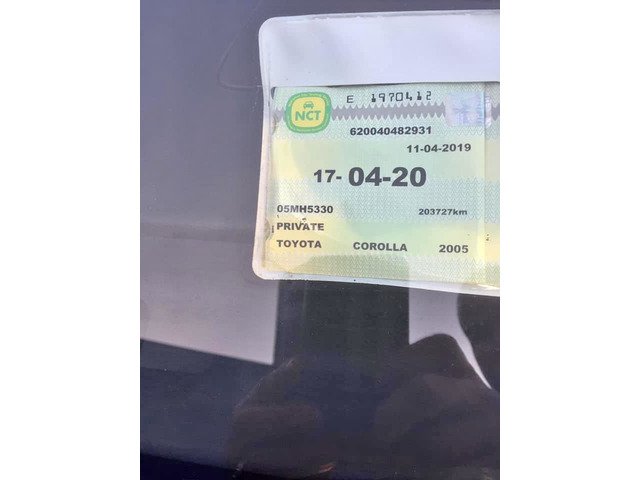 E 1970412
NCT
620040482931
11-04-2019
17- 04-20
05MH5330 203727km
PRIVATE
TOYOTA COROLLA 2005